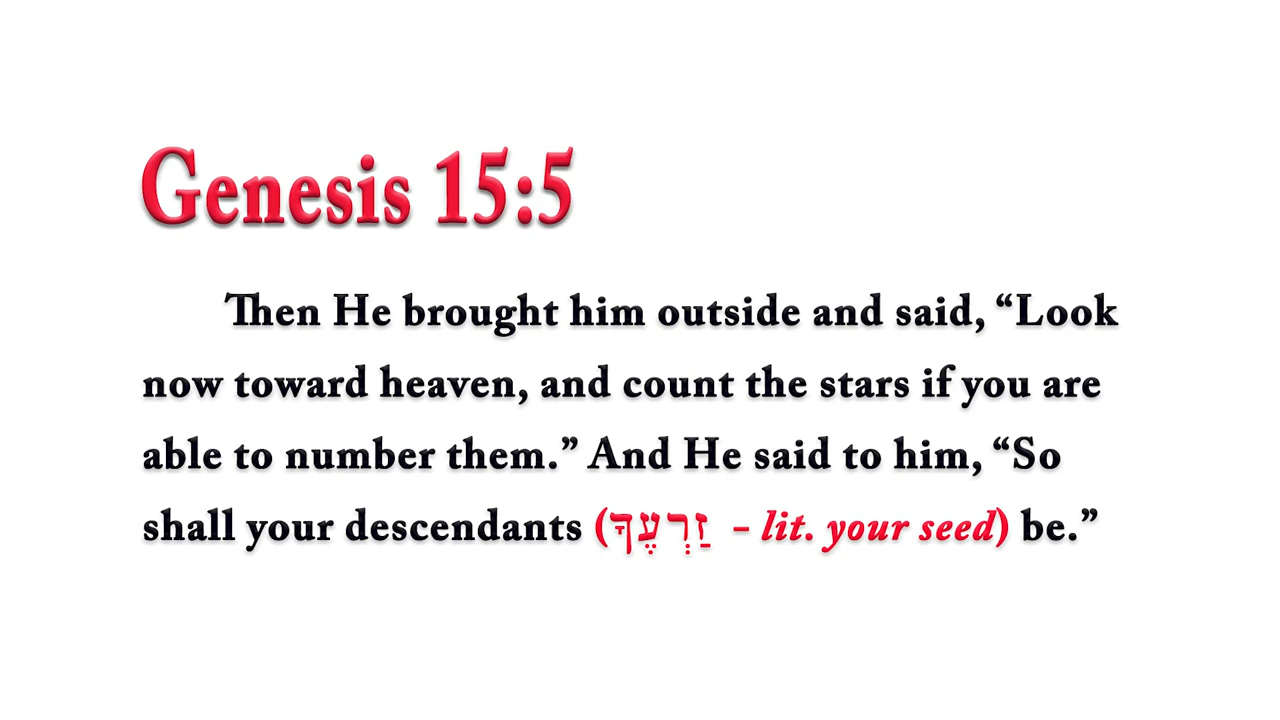 Genesis 15:5
Then He brought him outside and said, “Look
now toward heaven, and count the stars if you are
able to number them.” And He said to him, “So
shall your descendants (זַרְעֶךָ – lit. your seed) be.”